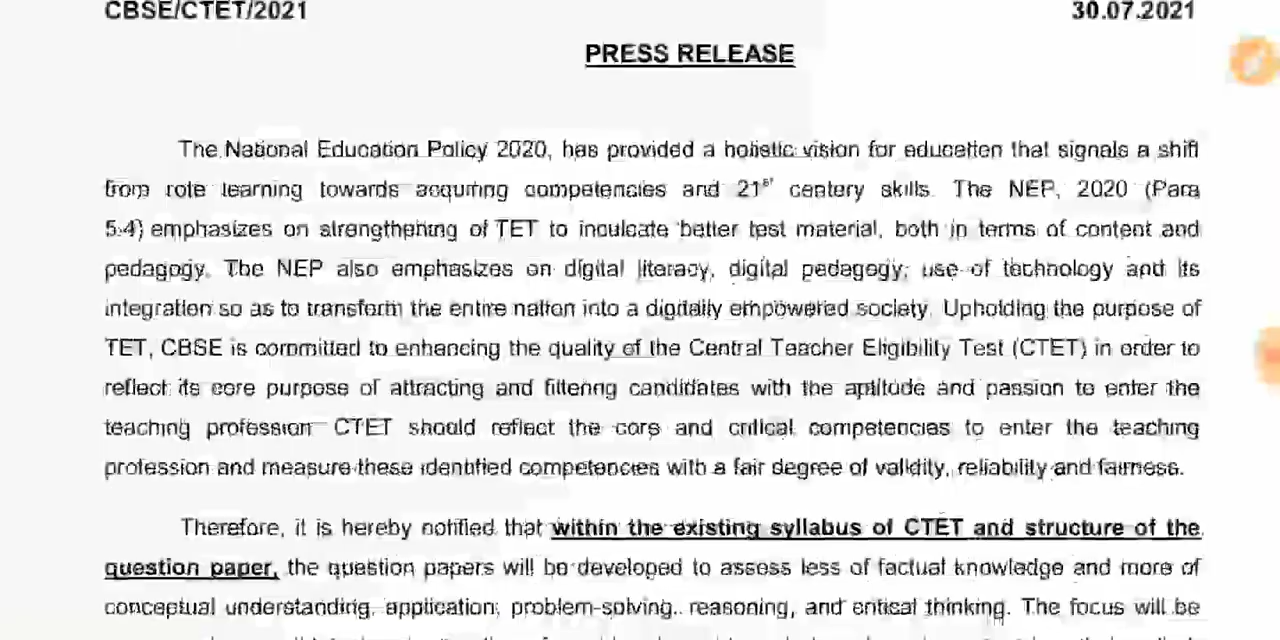 CBSE/CTET/2021 30.07.2021
PRESS RELEASE
The National Education Policy 2020, has provided a holistic vision for education that signals a shift
from rote learning towards acquiring competencies and 21st century skills. The NEP, 2020 (Para
5.4) emphasizes on strengthening of TET to inculcate better test material, both in terms of content and
pedagogy. The NEP also emphasizes on digital literacy, digital pedagogy, use of technology and its
integration so as to transform the entire nation into a digitally empowered society. Upholding the purpose of
TET, CBSE is committed to enhancing the quality of the Central Teacher Eligibility Test (CTET) in order to
reflect its core purpose of attracting and filtering candidates with the aptitude and passion to enter the
teaching profession CTET should reflect the core and critical competencies to enter the teaching
profession and measure these identified competencies with a fair degree of validity, reliability and fairness.
Therefore, it is hereby notified that within the existing syllabus of CTET and structure of the
question paper, the question papers will be developed to assess less of factual knowledge and more of
conceptual understanding, application, problem-solving, reasoning, and critical thinking. The focus will be